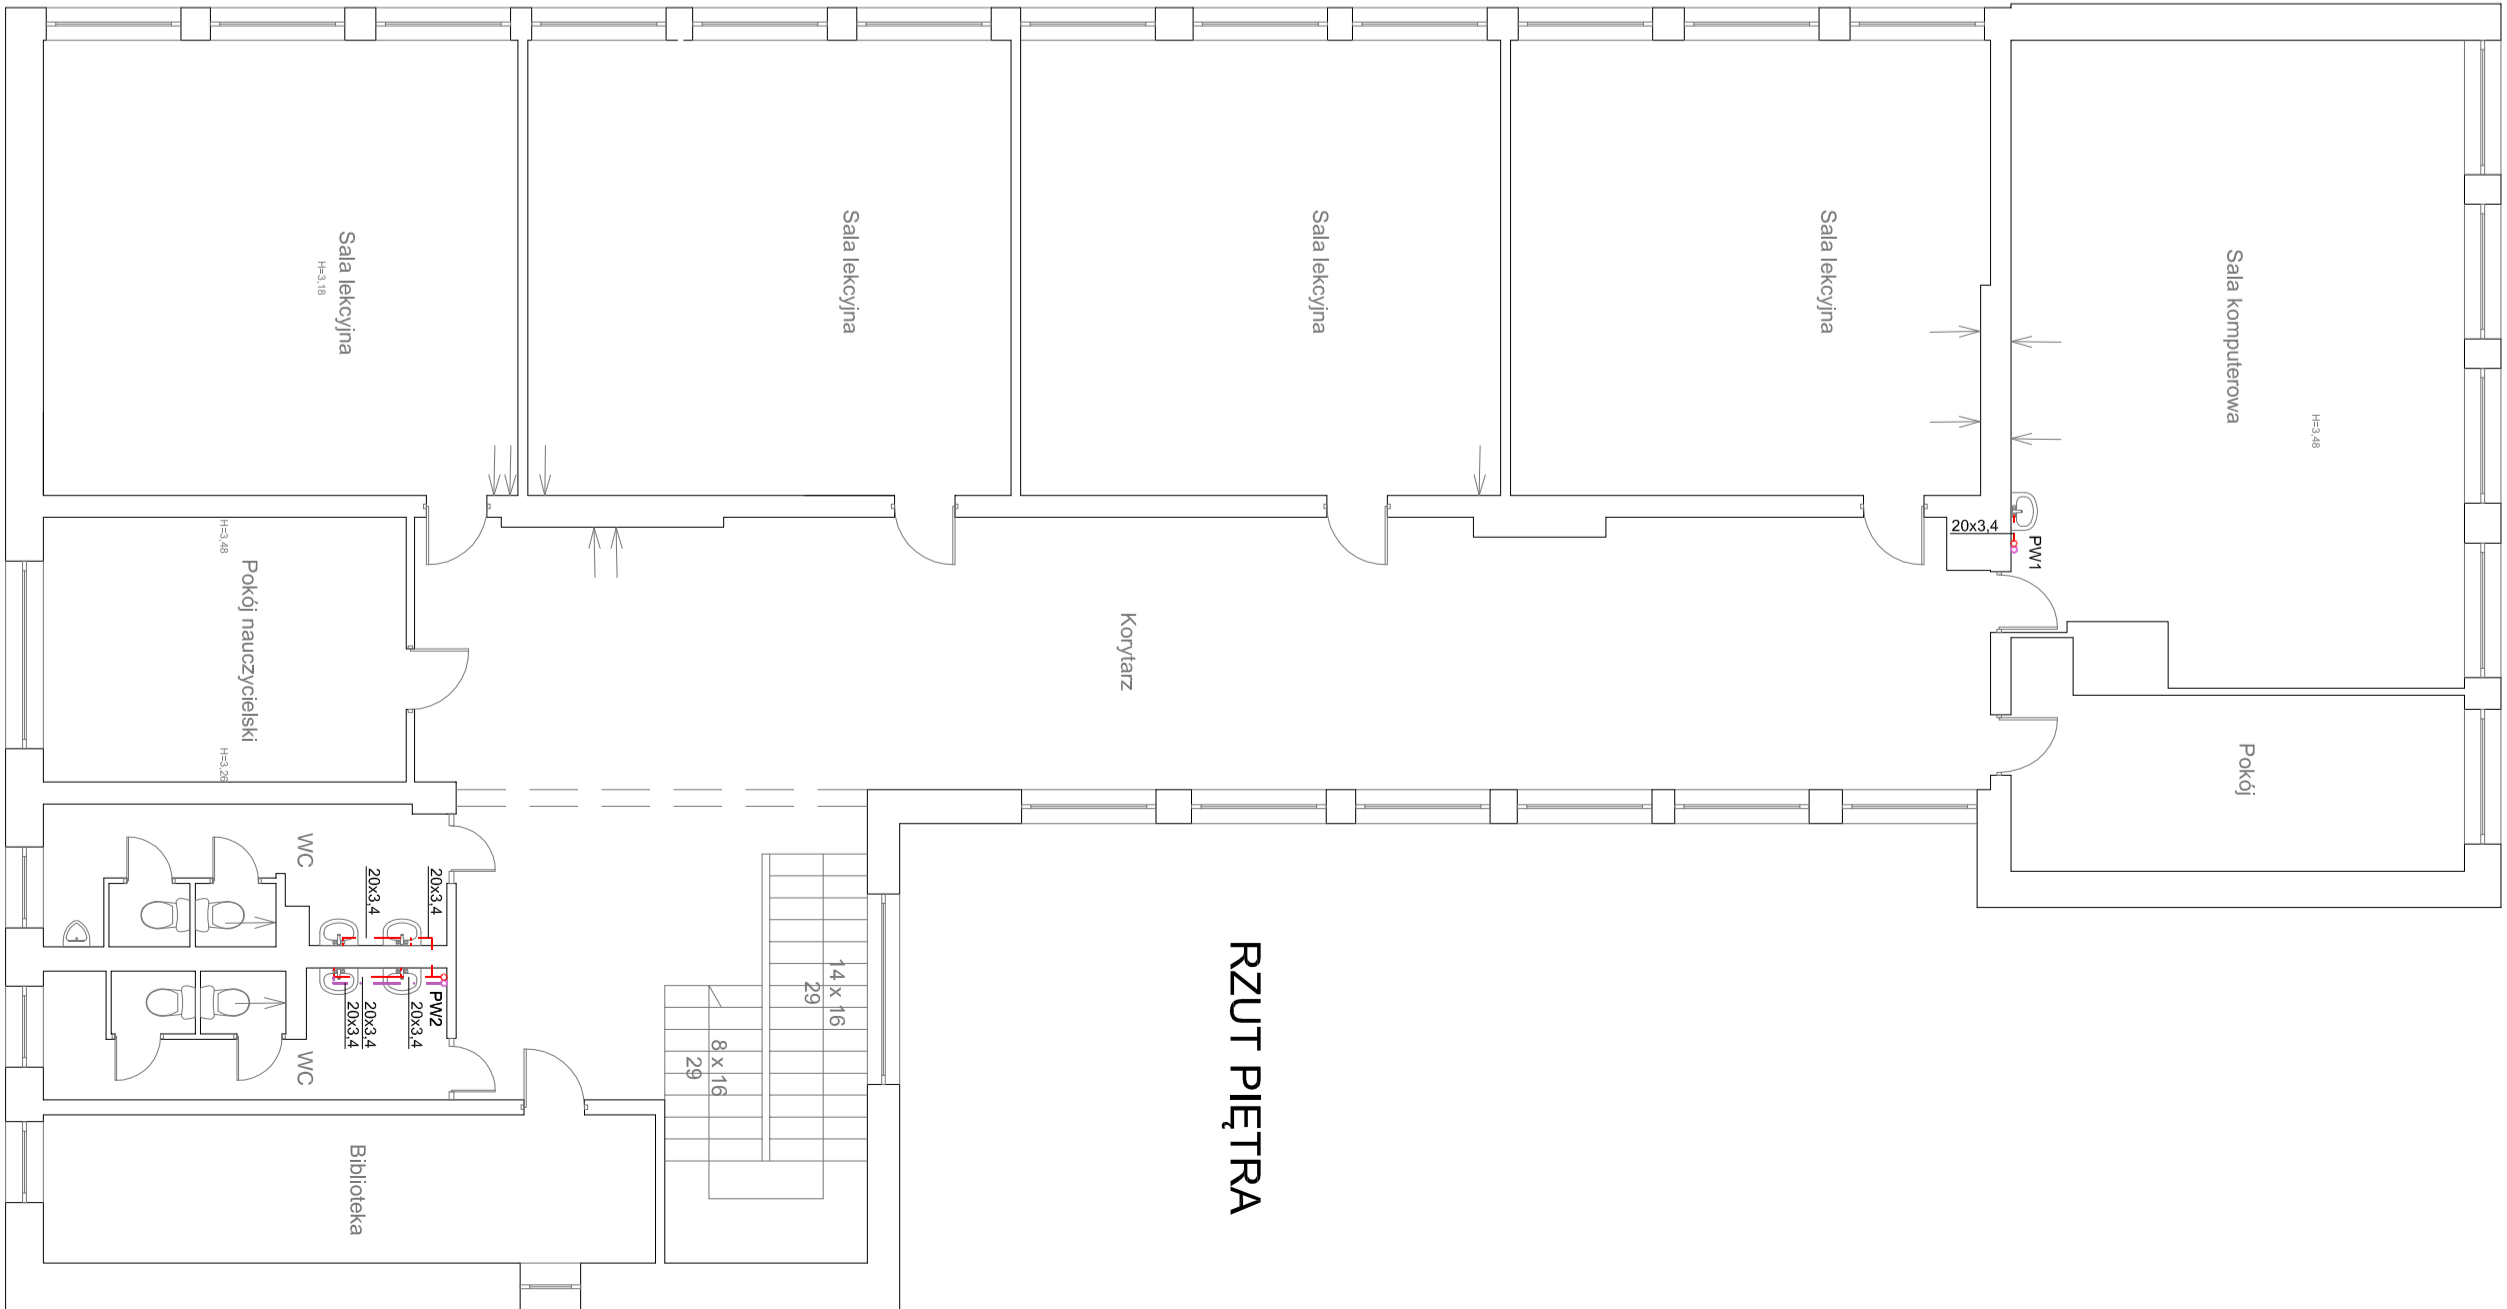 Sala lekcyjna
H=3,18
Sala lekcyjna
Sala lekcyjna
Sala lekcyjna
Sala komputerowa
H=3,48
20x3,4
PW1
H=3,48
Pokój nauczycielski
H=3,26
Korytarz
Pokój
WC
20x3,4
20x3,4
PW2
20x3,4
20x3,4
20x3,4
WC
14 x 16
29
8 x 16
29
Biblioteka
RZUT PIĘTRA